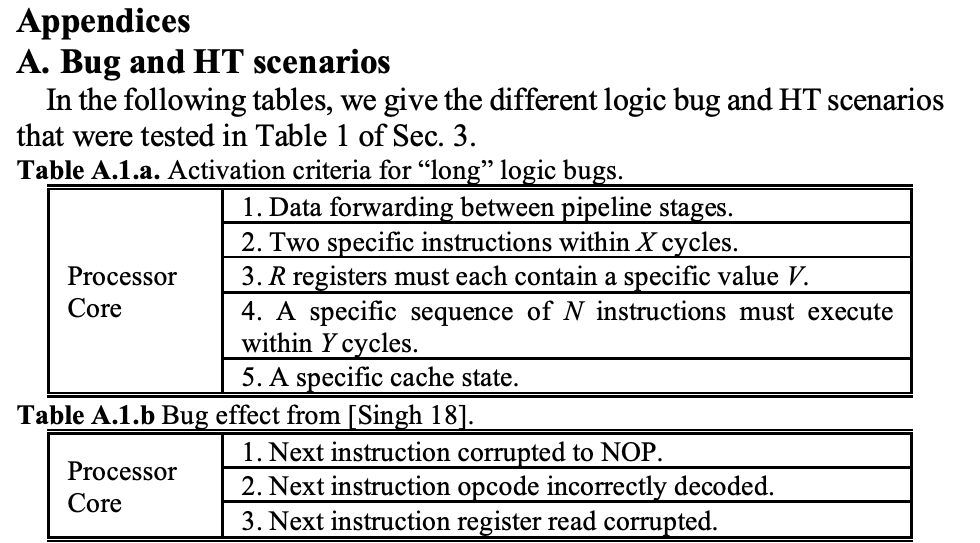 Appendices
A. Bug and HT scenarios
In the following tables, we give the different logic bug and HT scenarios
that were tested in Table 1 of Sec. 3.
Table A.1.a. Activation criteria for “long” logic bugs.
Processor
Core
1. Data forwarding between pipeline stages.
2. Two specific instructions within X cycles.
3. R registers must each contain a specific value V.
4. A specific sequence of N instructions must execute
within Y cycles.
5. A specific cache state.
Table A.1.b Bug effect from [Singh 18].
Processor
Core
1. Next instruction corrupted to NOP.
2. Next instruction opcode incorrectly decoded.
3. Next instruction register read corrupted.